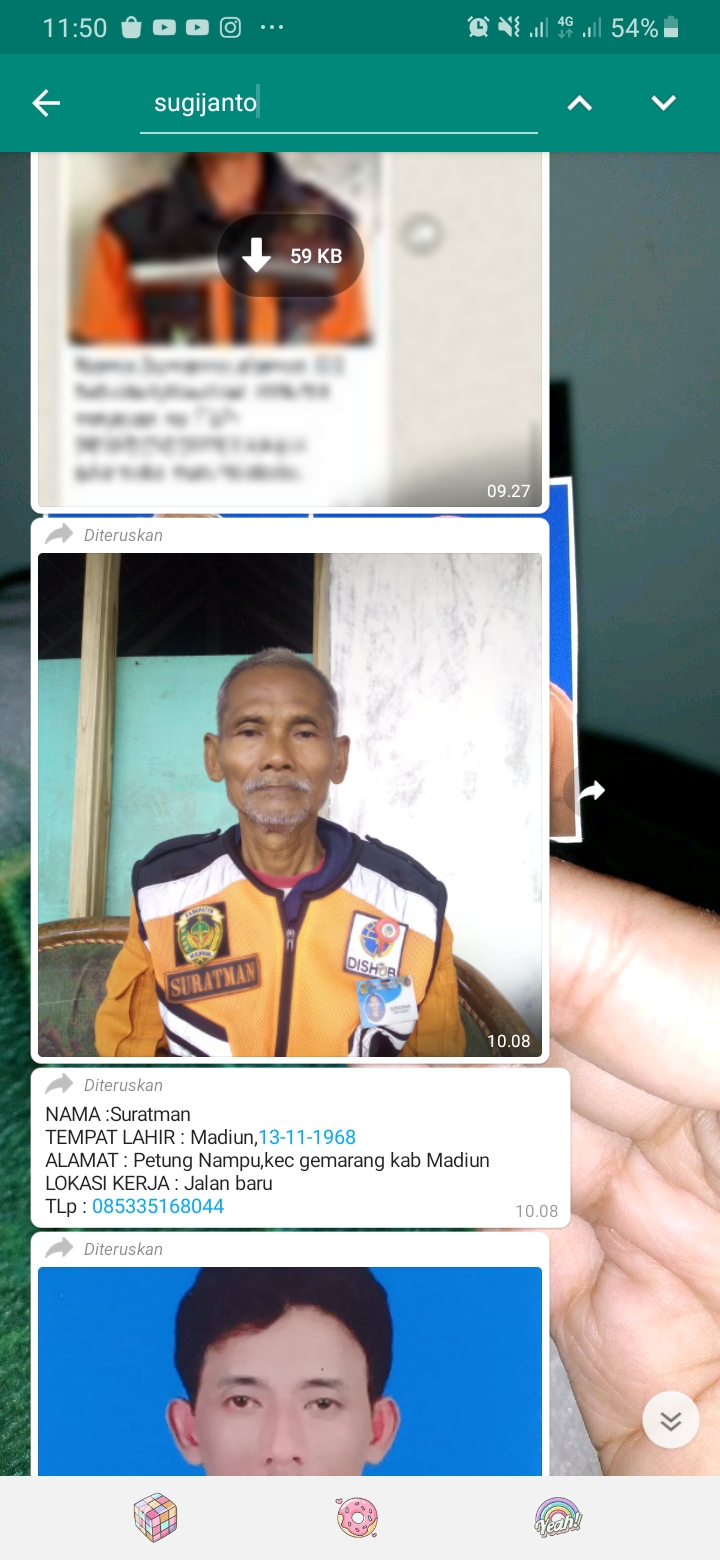 11:50
4G
54%
sugijanto
59 KB
09.27
Diteruskan
KABUPATEN
SURATMAN
DISHUB
10.08
Diteruskan
NAMA :Suratman
TEMPAT LAHIR : Madiun,13-11-1968
ALAMAT : Petung Nampu,kec gemarang kab Madiun
LOKASI KERJA : Jalan baru
TLp : 085335168044
10.08
Diteruskan
Yeah!